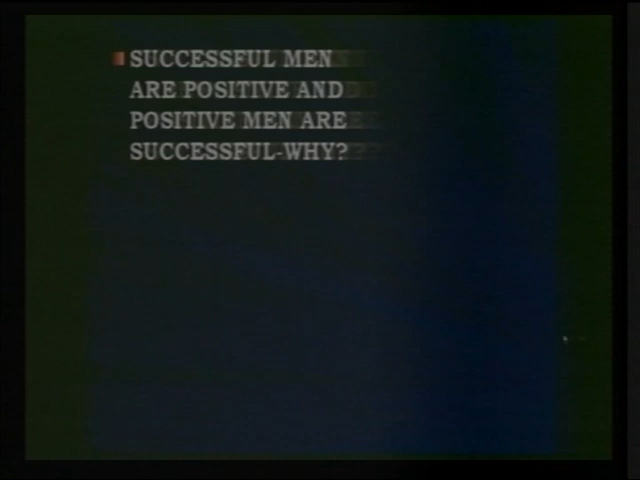 SUCCESSFUL MEN
ARE POSITIVE AND
POSITIVE MEN ARE
SUCCESSFUL-WHY?